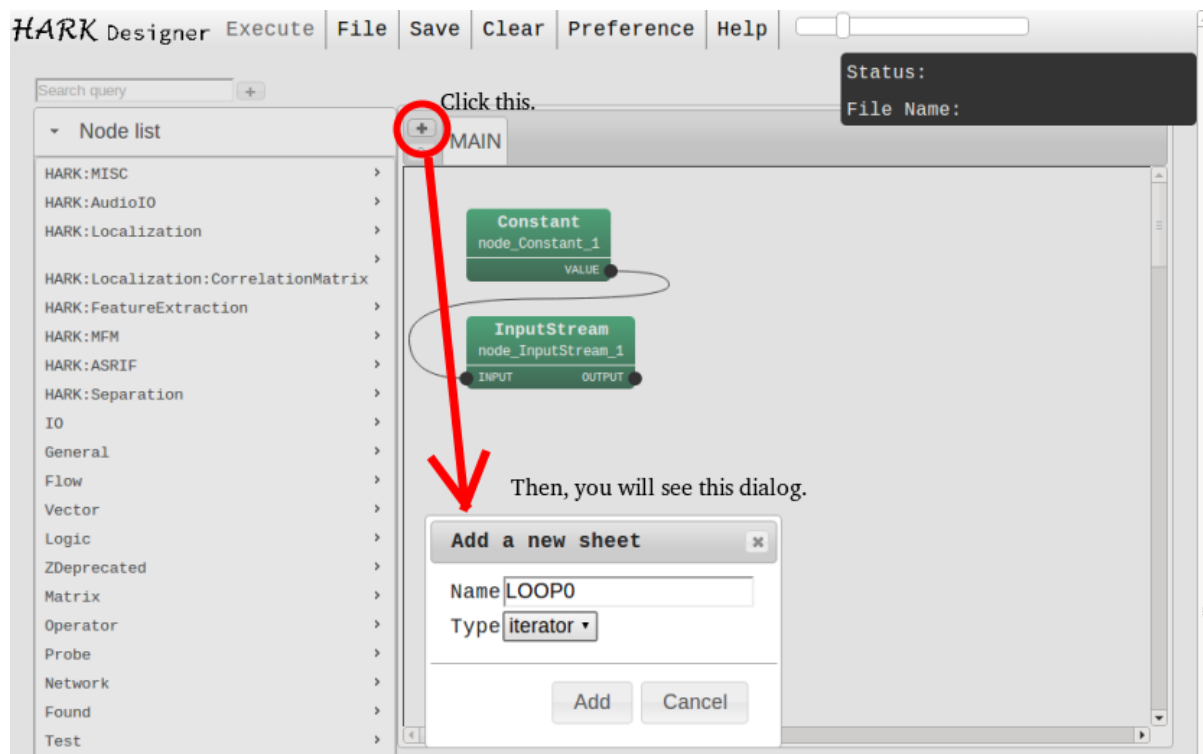 HARK Designer Execute File Save Clear Preference Help
Status:
File Name:
Search query +
Click this.
Node list
+
MAIN
HARK:MISC
HARK:AudioIO
HARK:Localization
HARK:Localization:CorrelationMatrix
HARK:FeatureExtraction
HARK:MFM
HARK:ASRIF
HARK:Separation
IO
General
Flow
Vector
Logic
ZDeprecated
Matrix
Operator
Probe
Network
Found
Test
Constant
node_Constant_1
VALUE
InputStream
node_InputStream_1
INPUT OUTPUT
Then, you will see this dialog.
Add a new sheet
Name LOOP0
Type iterator
Add Cancel